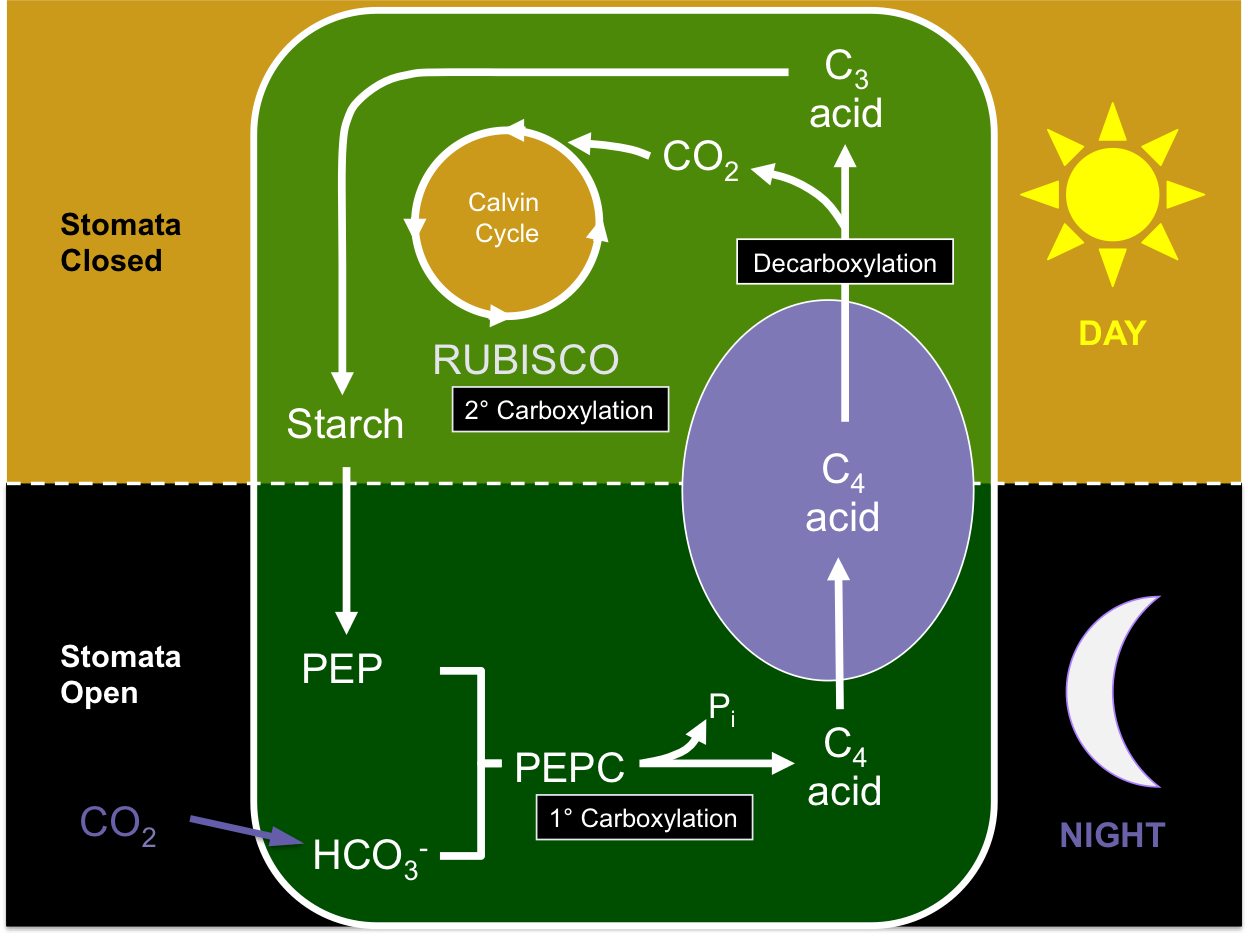 C₃
acid
CO₂
Calvin
Cycle
Stomata
Closed
Decarboxylation
DAY
RUBISCO
2° Carboxylation
Starch
C₄
acid
Stomata
Open
PEP
Pᵢ
C₄
acid
PEPC
1° Carboxylation
CO₂
HCO₃⁻
NIGHT